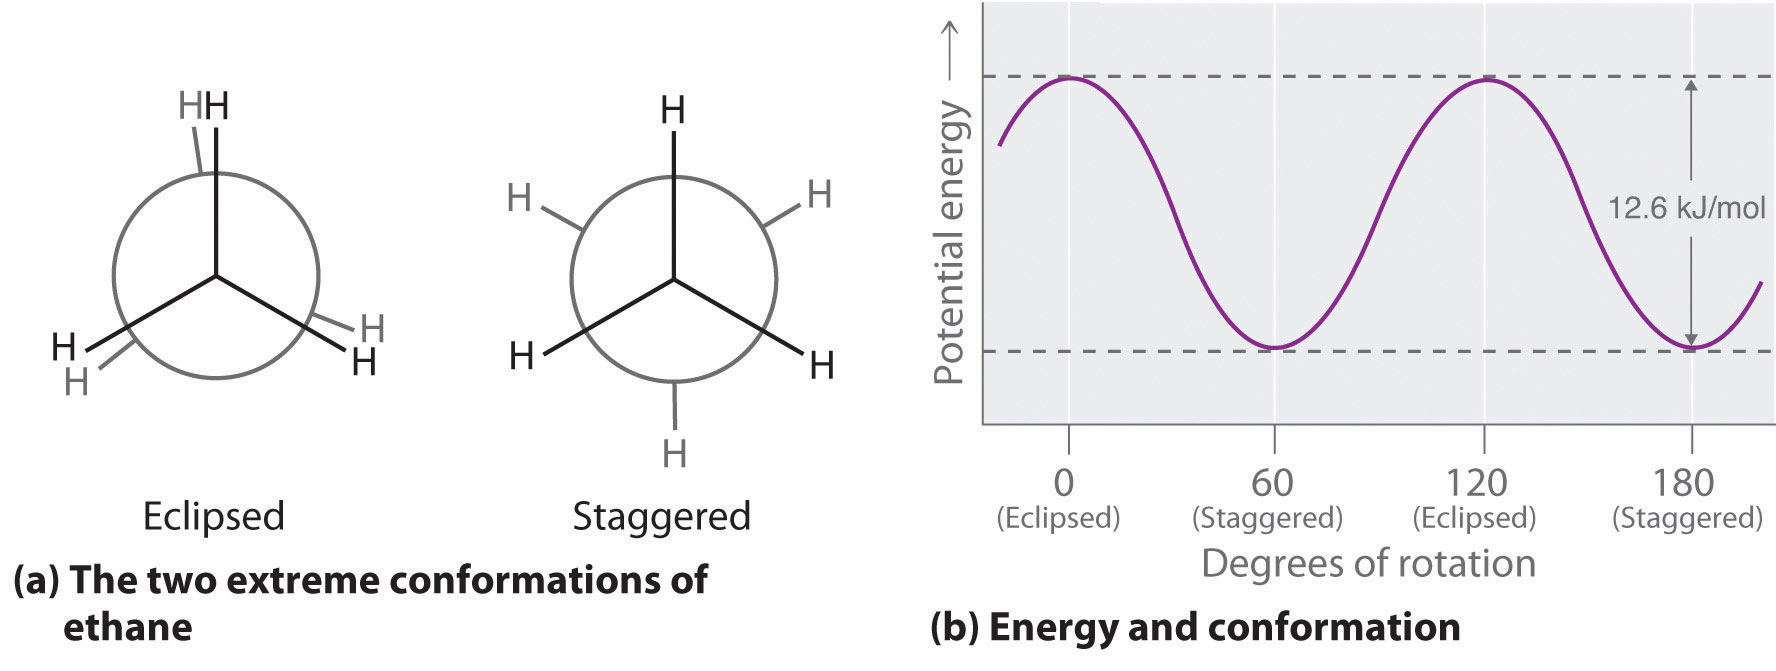 HH
H
H
H
H
Eclipsed
H
H
H
H
H
H
Staggered
(a) The two extreme conformations of
ethane
Potential energy
12.6 kJ/mol
0
(Eclipsed)
60
(Staggered)
120
(Eclipsed)
180
(Staggered)
Degrees of rotation
(b) Energy and conformation